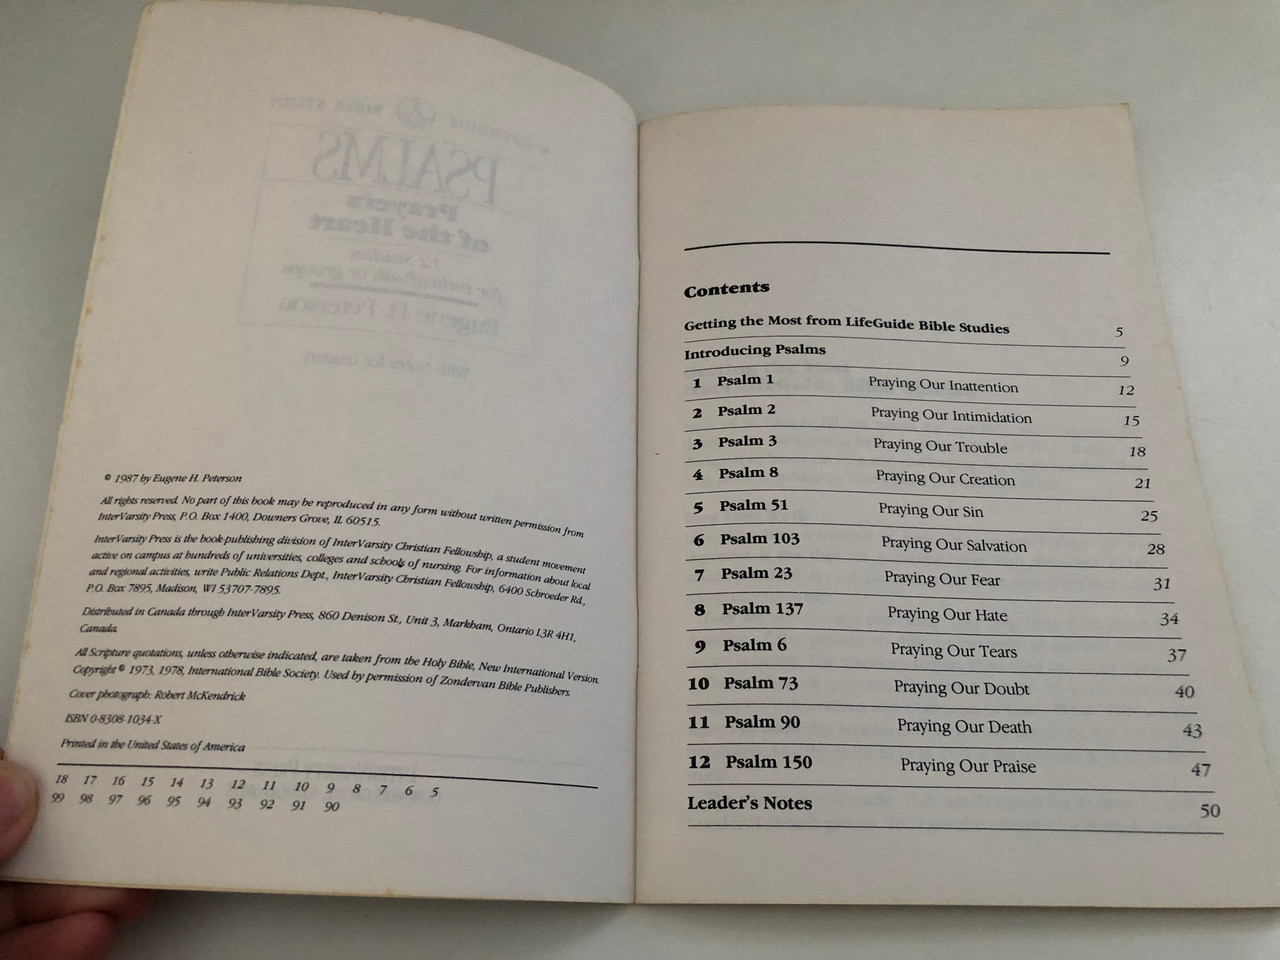 © 1987 by Eugene H. Peterson
All rights reserved. No part of this book may be reproduced in any form without written permission from
InterVarsity Press, P.O. Box 1400, Downers Grove, IL 60515.
InterVarsity Press is the book-publishing division of InterVarsity Christian Fellowship, a student movement
active on campus at hundreds of universities, colleges and schools of nursing. For information about local
and regional activities, write Public Relations Dept., InterVarsity Christian Fellowship, 6400 Schroeder Rd.,
P.O. Box 7895, Madison, WI 53707-7895.
Distributed in Canada through InterVarsity Press, 860 Denison St., Unit 3, Markham, Ontario L3R 4H1,
Canada.
All Scripture quotations, unless otherwise indicated, are taken from the Holy Bible, New International Version.
Copyright © 1973, 1978, International Bible Society. Used by permission of Zondervan Bible Publishers.
Cover photograph: Robert McKendrick
ISBN 0-8308-1034-X
Printed in the United States of America
18 17 16 15 14 13 12 11 10 9 8 7 6 5
99 98 97 96 95 94 93 92 91 90
Contents
Getting the Most from LifeGuide Bible Studies 5
Introducing Psalms 9
1 Psalm 1 Praying Our Inattention 12
2 Psalm 2 Praying Our Intimidation 15
3 Psalm 3 Praying Our Trouble 18
4 Psalm 8 Praying Our Creation 21
5 Psalm 51 Praying Our Sin 25
6 Psalm 103 Praying Our Salvation 28
7 Psalm 23 Praying Our Fear 31
8 Psalm 137 Praying Our Hate 34
9 Psalm 6 Praying Our Tears 37
10 Psalm 73 Praying Our Doubt 40
11 Psalm 90 Praying Our Death 43
12 Psalm 150 Praying Our Praise 47
Leader's Notes 50